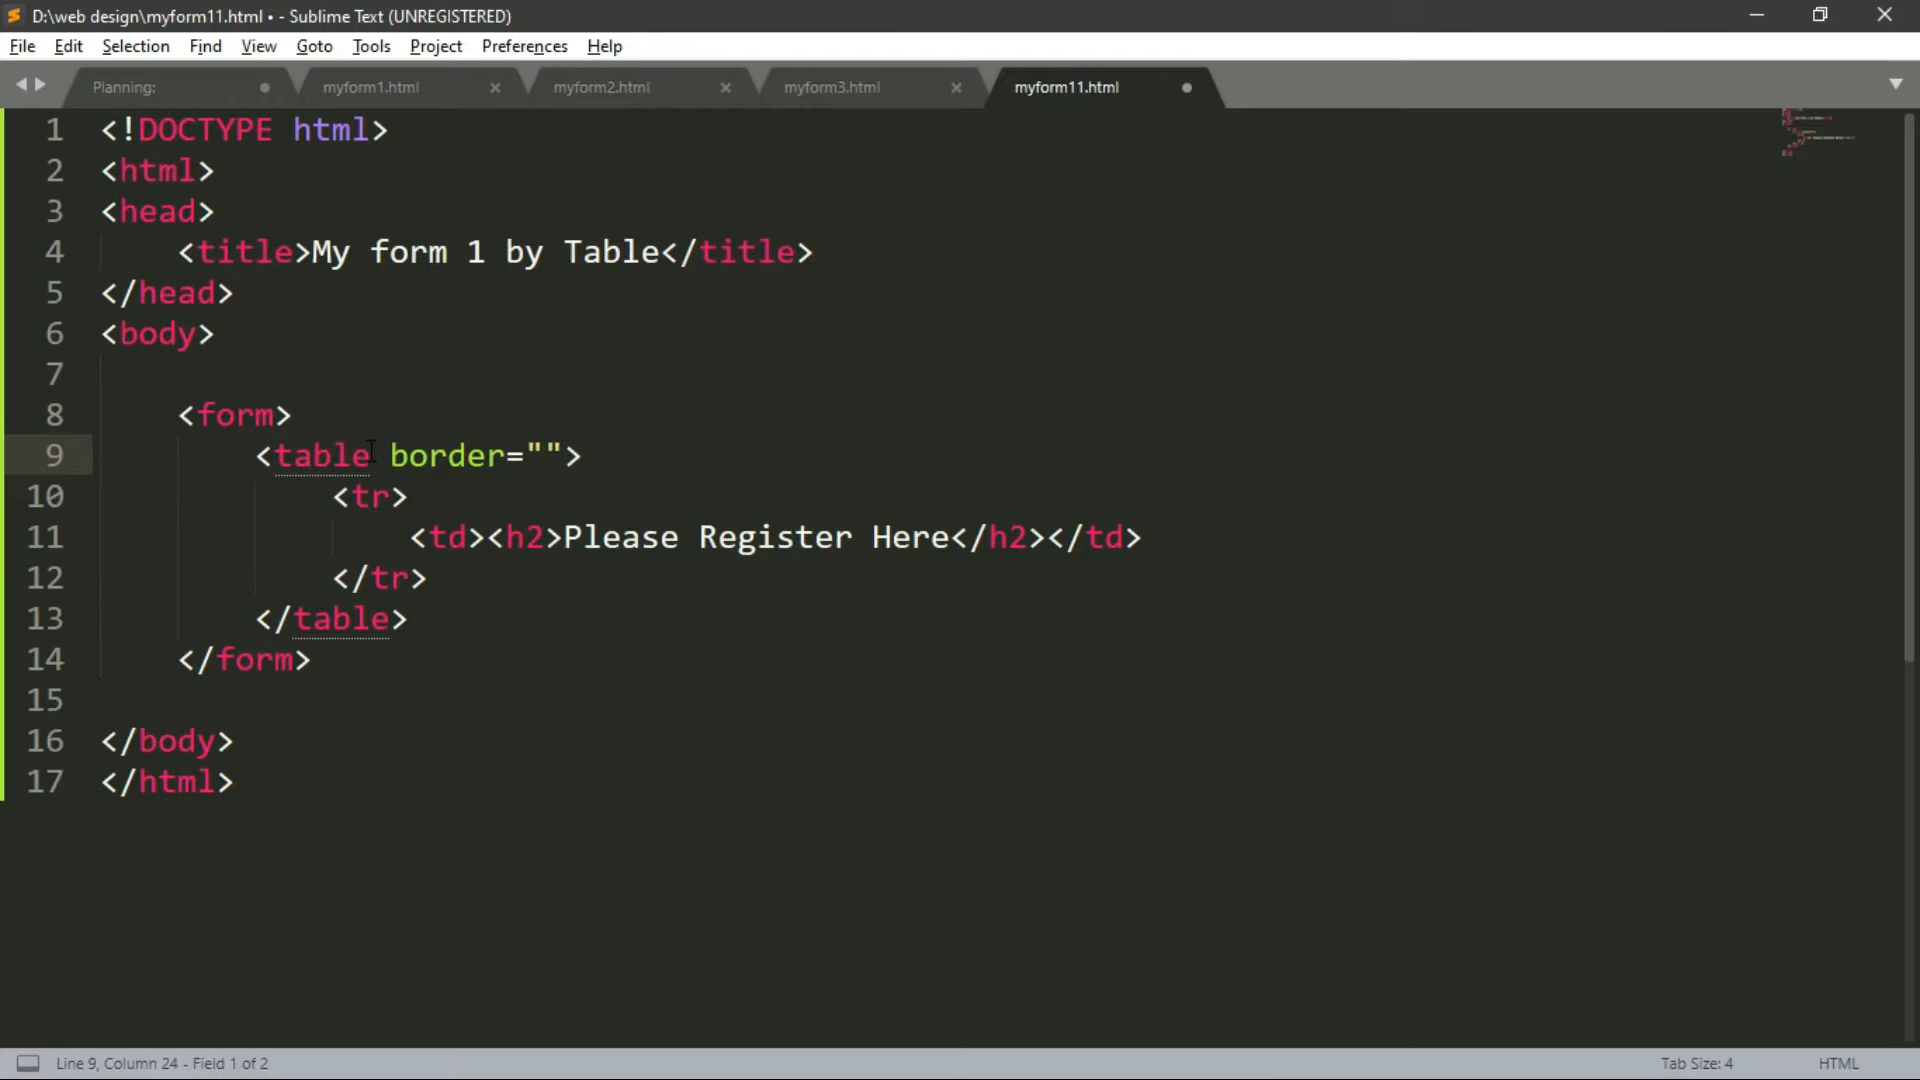 D:\web design\myform11.html • - Sublime Text (UNREGISTERED)
File Edit Selection Find View Goto Tools Project Preferences Help
Planning: myform1.html myform2.html myform3.html myform11.html
1 <!DOCTYPE html>
2 <html>
3 <head>
4 <title>My form 1 by Table</title>
5 </head>
6 <body>
7
8 <form>
9 <table border="">
10 <tr>
11 <td><h2>Please Register Here</h2></td>
12 </tr>
13 </table>
14 </form>
15
16 </body>
17 </html>
Line 9, Column 24 - Field 1 of 2 Tab Size: 4 HTML